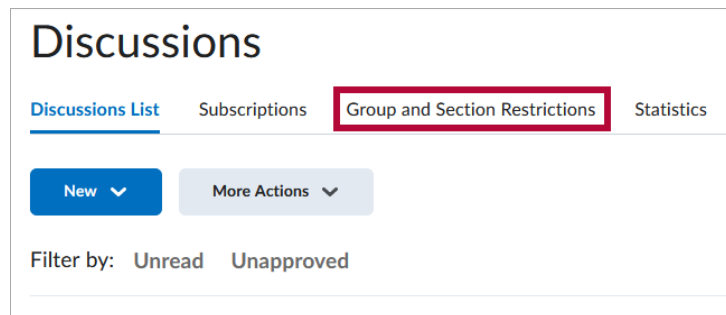 Discussions
Discussions List Subscriptions Group and Section Restrictions Statistics
New More Actions
Filter by: Unread Unapproved